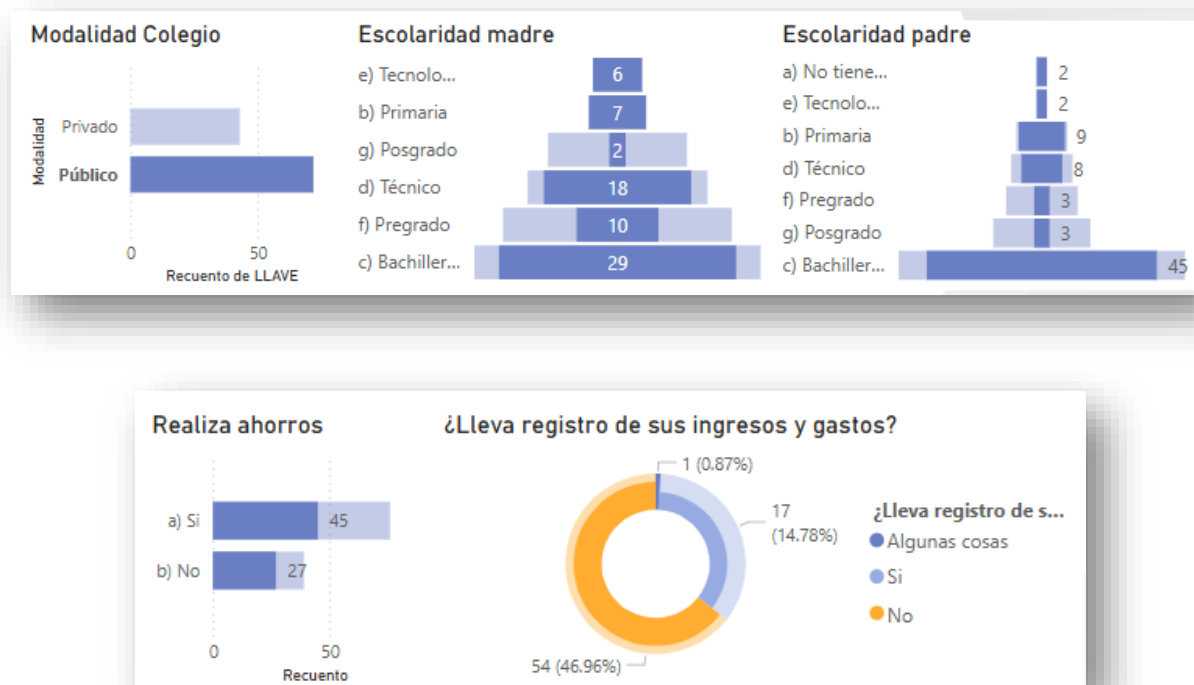 Modalidad Colegio
Modalidad
Privado
Público
0 50
Recuento de LLAVE
Escolaridad madre
e) Tecnolo... 6
b) Primaria 7
g) Posgrado 2
d) Técnico 18
f) Pregrado 10
c) Bachiller... 29
Escolaridad padre
a) No tiene... 2
e) Tecnolo... 2
b) Primaria 9
d) Técnico 8
f) Pregrado 3
g) Posgrado 3
c) Bachiller... 45
Realiza ahorros
a) Si 45
b) No 27
0 50
Recuento
¿Lleva registro de sus ingresos y gastos?
1 (0.87%)
17
(14.78%)
54 (46.96%)
¿Lleva registro de s...
Algunas cosas
Si
No